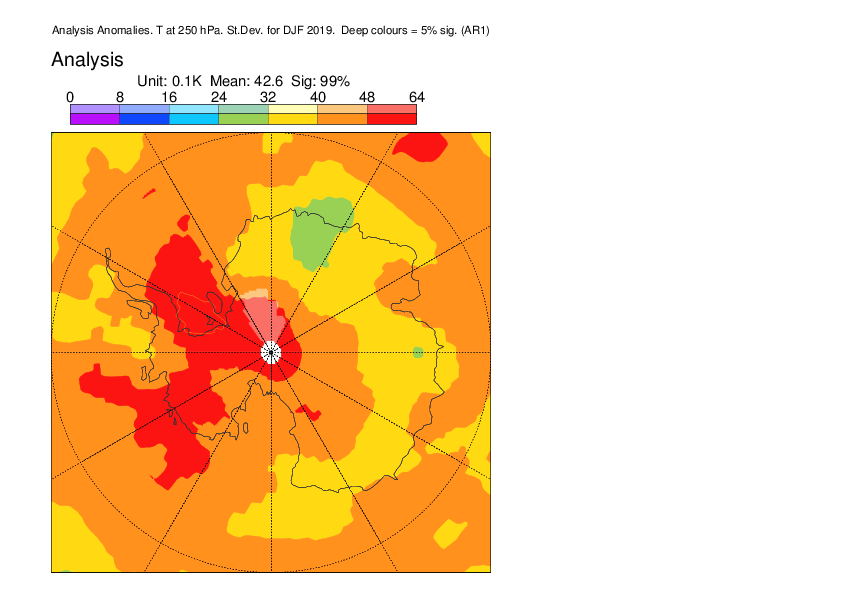 Analysis Anomalies. T at 250 hPa. St.Dev. for DJF 2019. Deep colours = 5% sig. (AR1)
Analysis
Unit: 0.1K Mean: 42.6 Sig: 99%
0 8 16 24 32 40 48 64